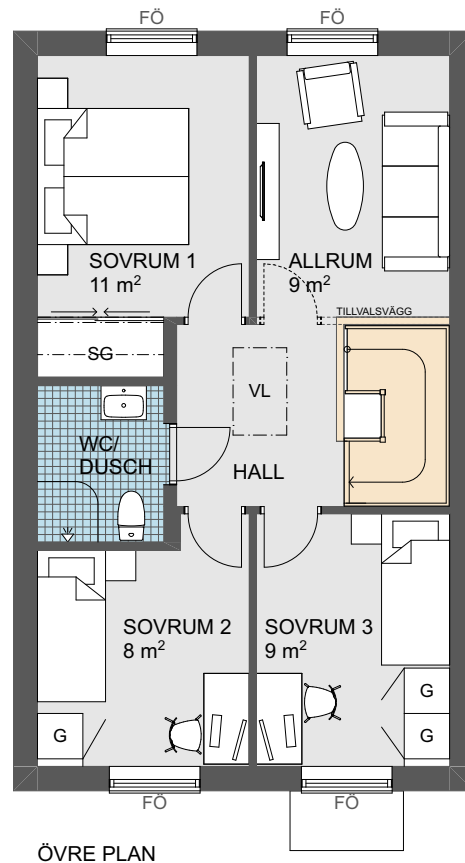 FÖ FÖ
SOVRUM 1
11 m²
ALLRUM
9 m²
TILLVALSVÄGG
SG
VL
WC/
DUSCH
HALL
SOVRUM 2
8 m²
SOVRUM 3
9 m²
G
G
G
FÖ FÖ
ÖVRE PLAN